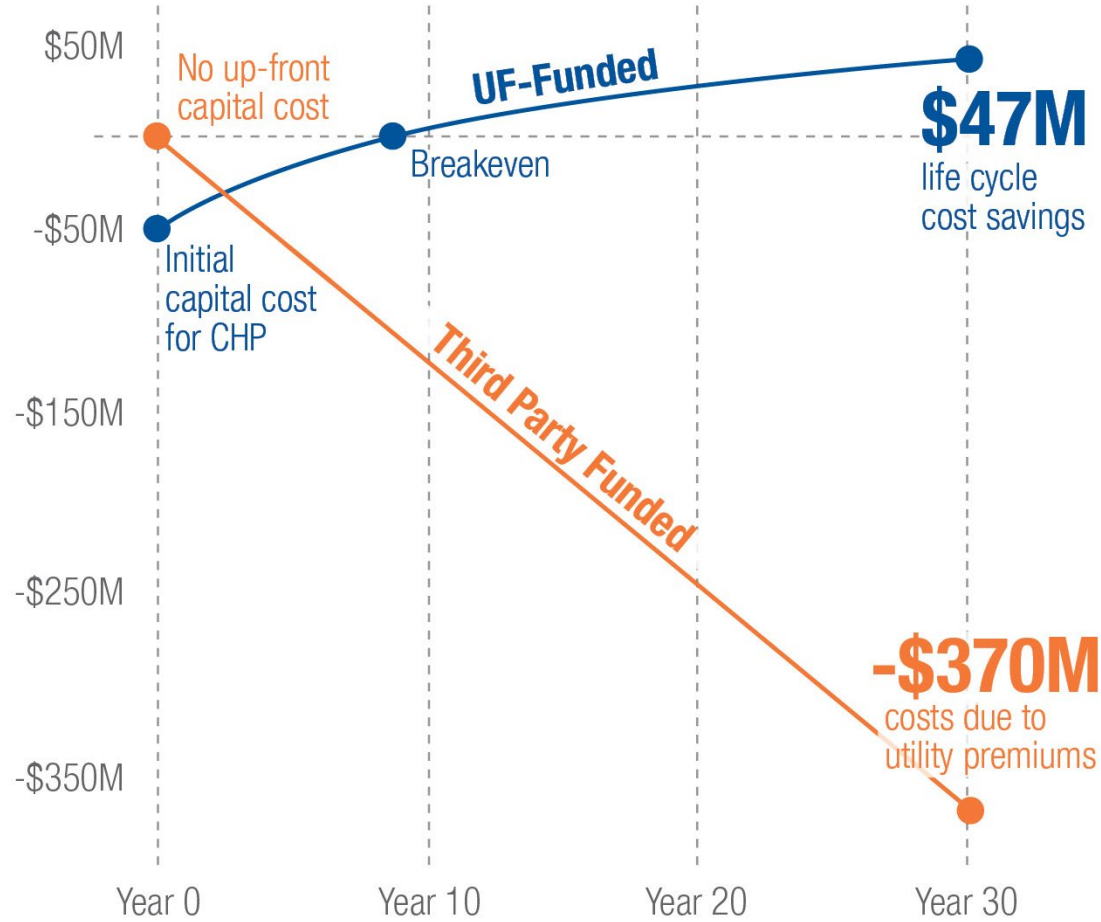 $50M
-$50M
-$150M
-$250M
-$350M
No up-front
capital cost
UF-Funded
Breakeven
$47M
life cycle
cost savings
Initial
capital cost
for CHP
Third Party Funded
-$370M
costs due to
utility premiums
Year 0
Year 10
Year 20
Year 30